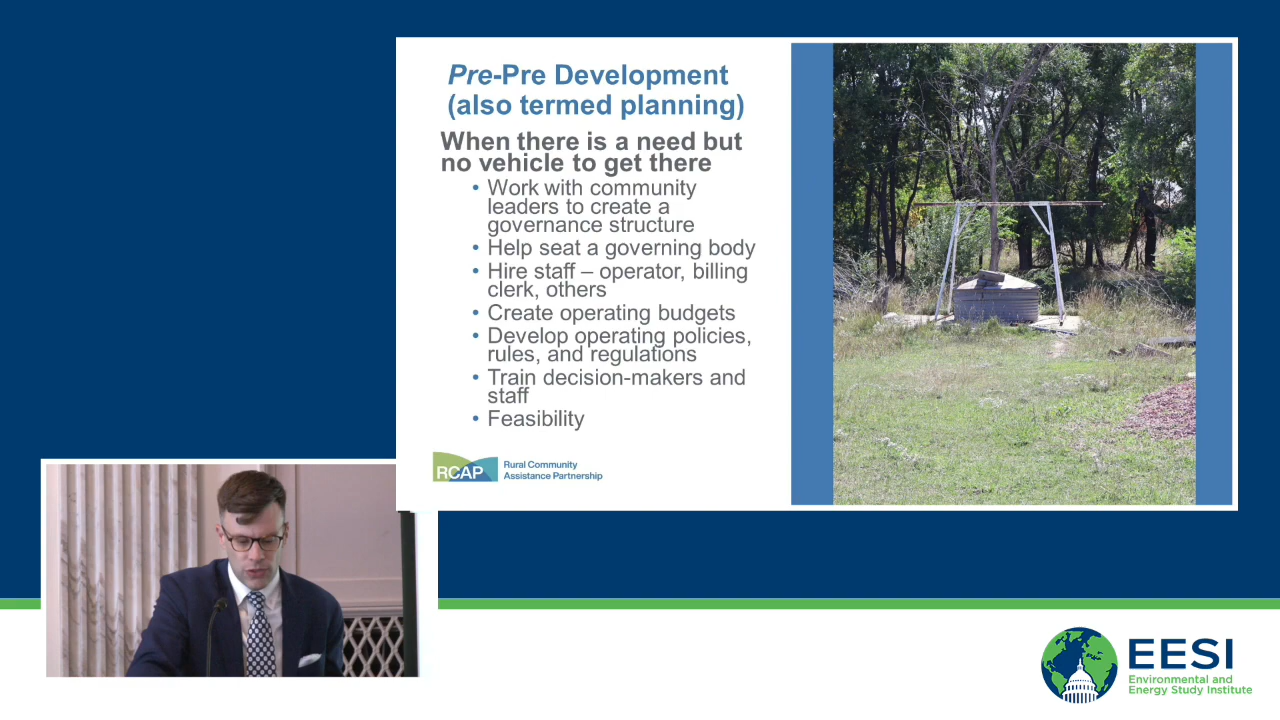 Pre-Pre Development
(also termed planning)
When there is a need but
no vehicle to get there
• Work with community
leaders to create a
governance structure
• Help seat a governing body
• Hire staff – operator, billing
clerk, others
• Create operating budgets
• Develop operating policies,
rules, and regulations
• Train decision-makers and
staff
• Feasibility
RCAP
Rural Community
Assistance Partnership
EESI
Environmental and
Energy Study Institute